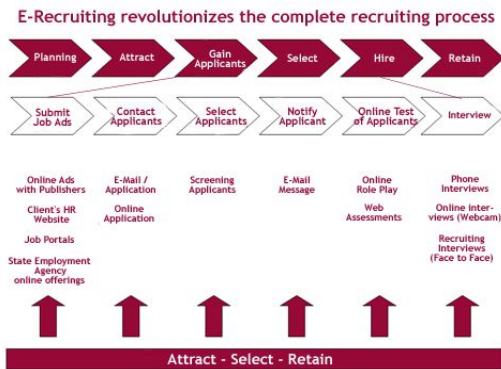 E-Recruiting revolutionizes the complete recruiting process
Planning
Attract
Gain
Applicants
Select
Hire
Retain
Submit
Job Ads
Contact
Applicants
Select
Applicants
Notify
Applicant
Online Test
of Applicants
Interview
Online Ads
with Publishers
Client's HR
Website
Job Portals
State Employment
Agency
online offerings
E-Mail /
Application
Online
Application
Screening
Applicants
E-Mail
Message
Online
Role Play
Web
Assessments
Phone
Interviews
Online Inter-
views (Webcam)
Recruiting
Interviews
(Face to Face)
Attract - Select - Retain